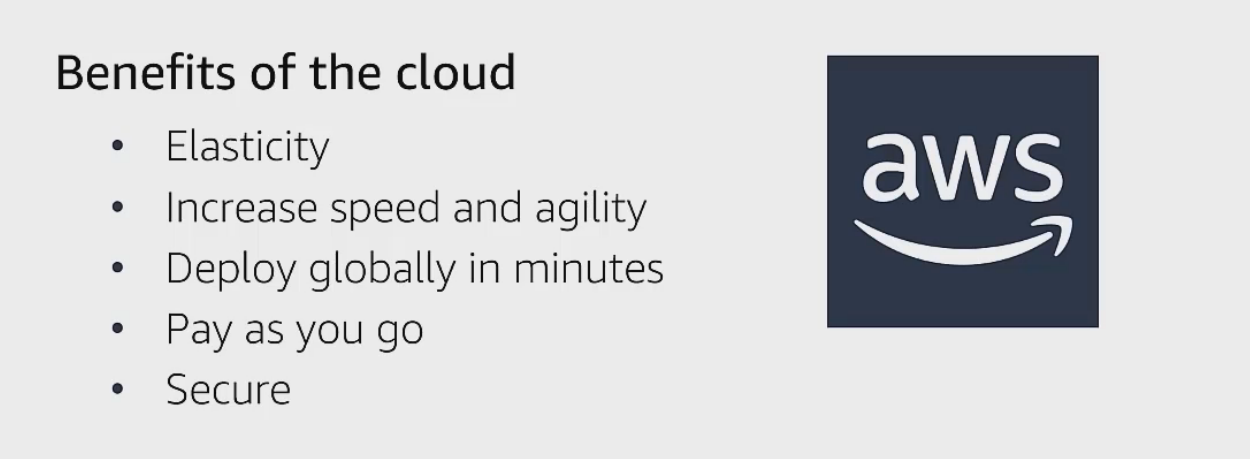 Benefits of the cloud
• Elasticity
• Increase speed and agility
• Deploy globally in minutes
• Pay as you go
• Secure
aws